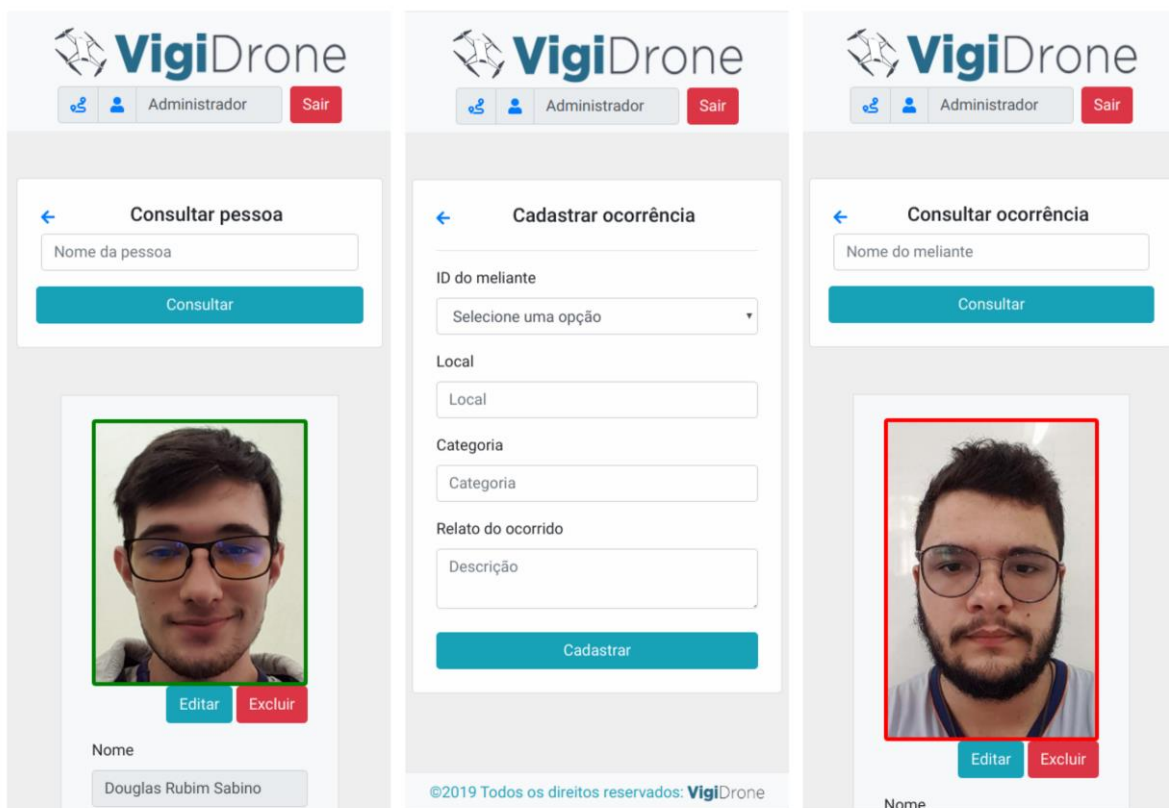 VigiDrone
Administrador
Sair
Consultar pessoa
Nome da pessoa
Consultar
Editar
Excluir
Nome
Douglas Rubim Sabino
VigiDrone
Administrador
Sair
Cadastrar ocorrência
ID do meliante
Selecione uma opção
Local
Local
Categoria
Categoria
Relato do ocorrido
Descrição
Cadastrar
©2019 Todos os direitos reservados: VigiDrone
VigiDrone
Administrador
Sair
Consultar ocorrência
Nome do meliante
Consultar
Editar
Excluir
Nome